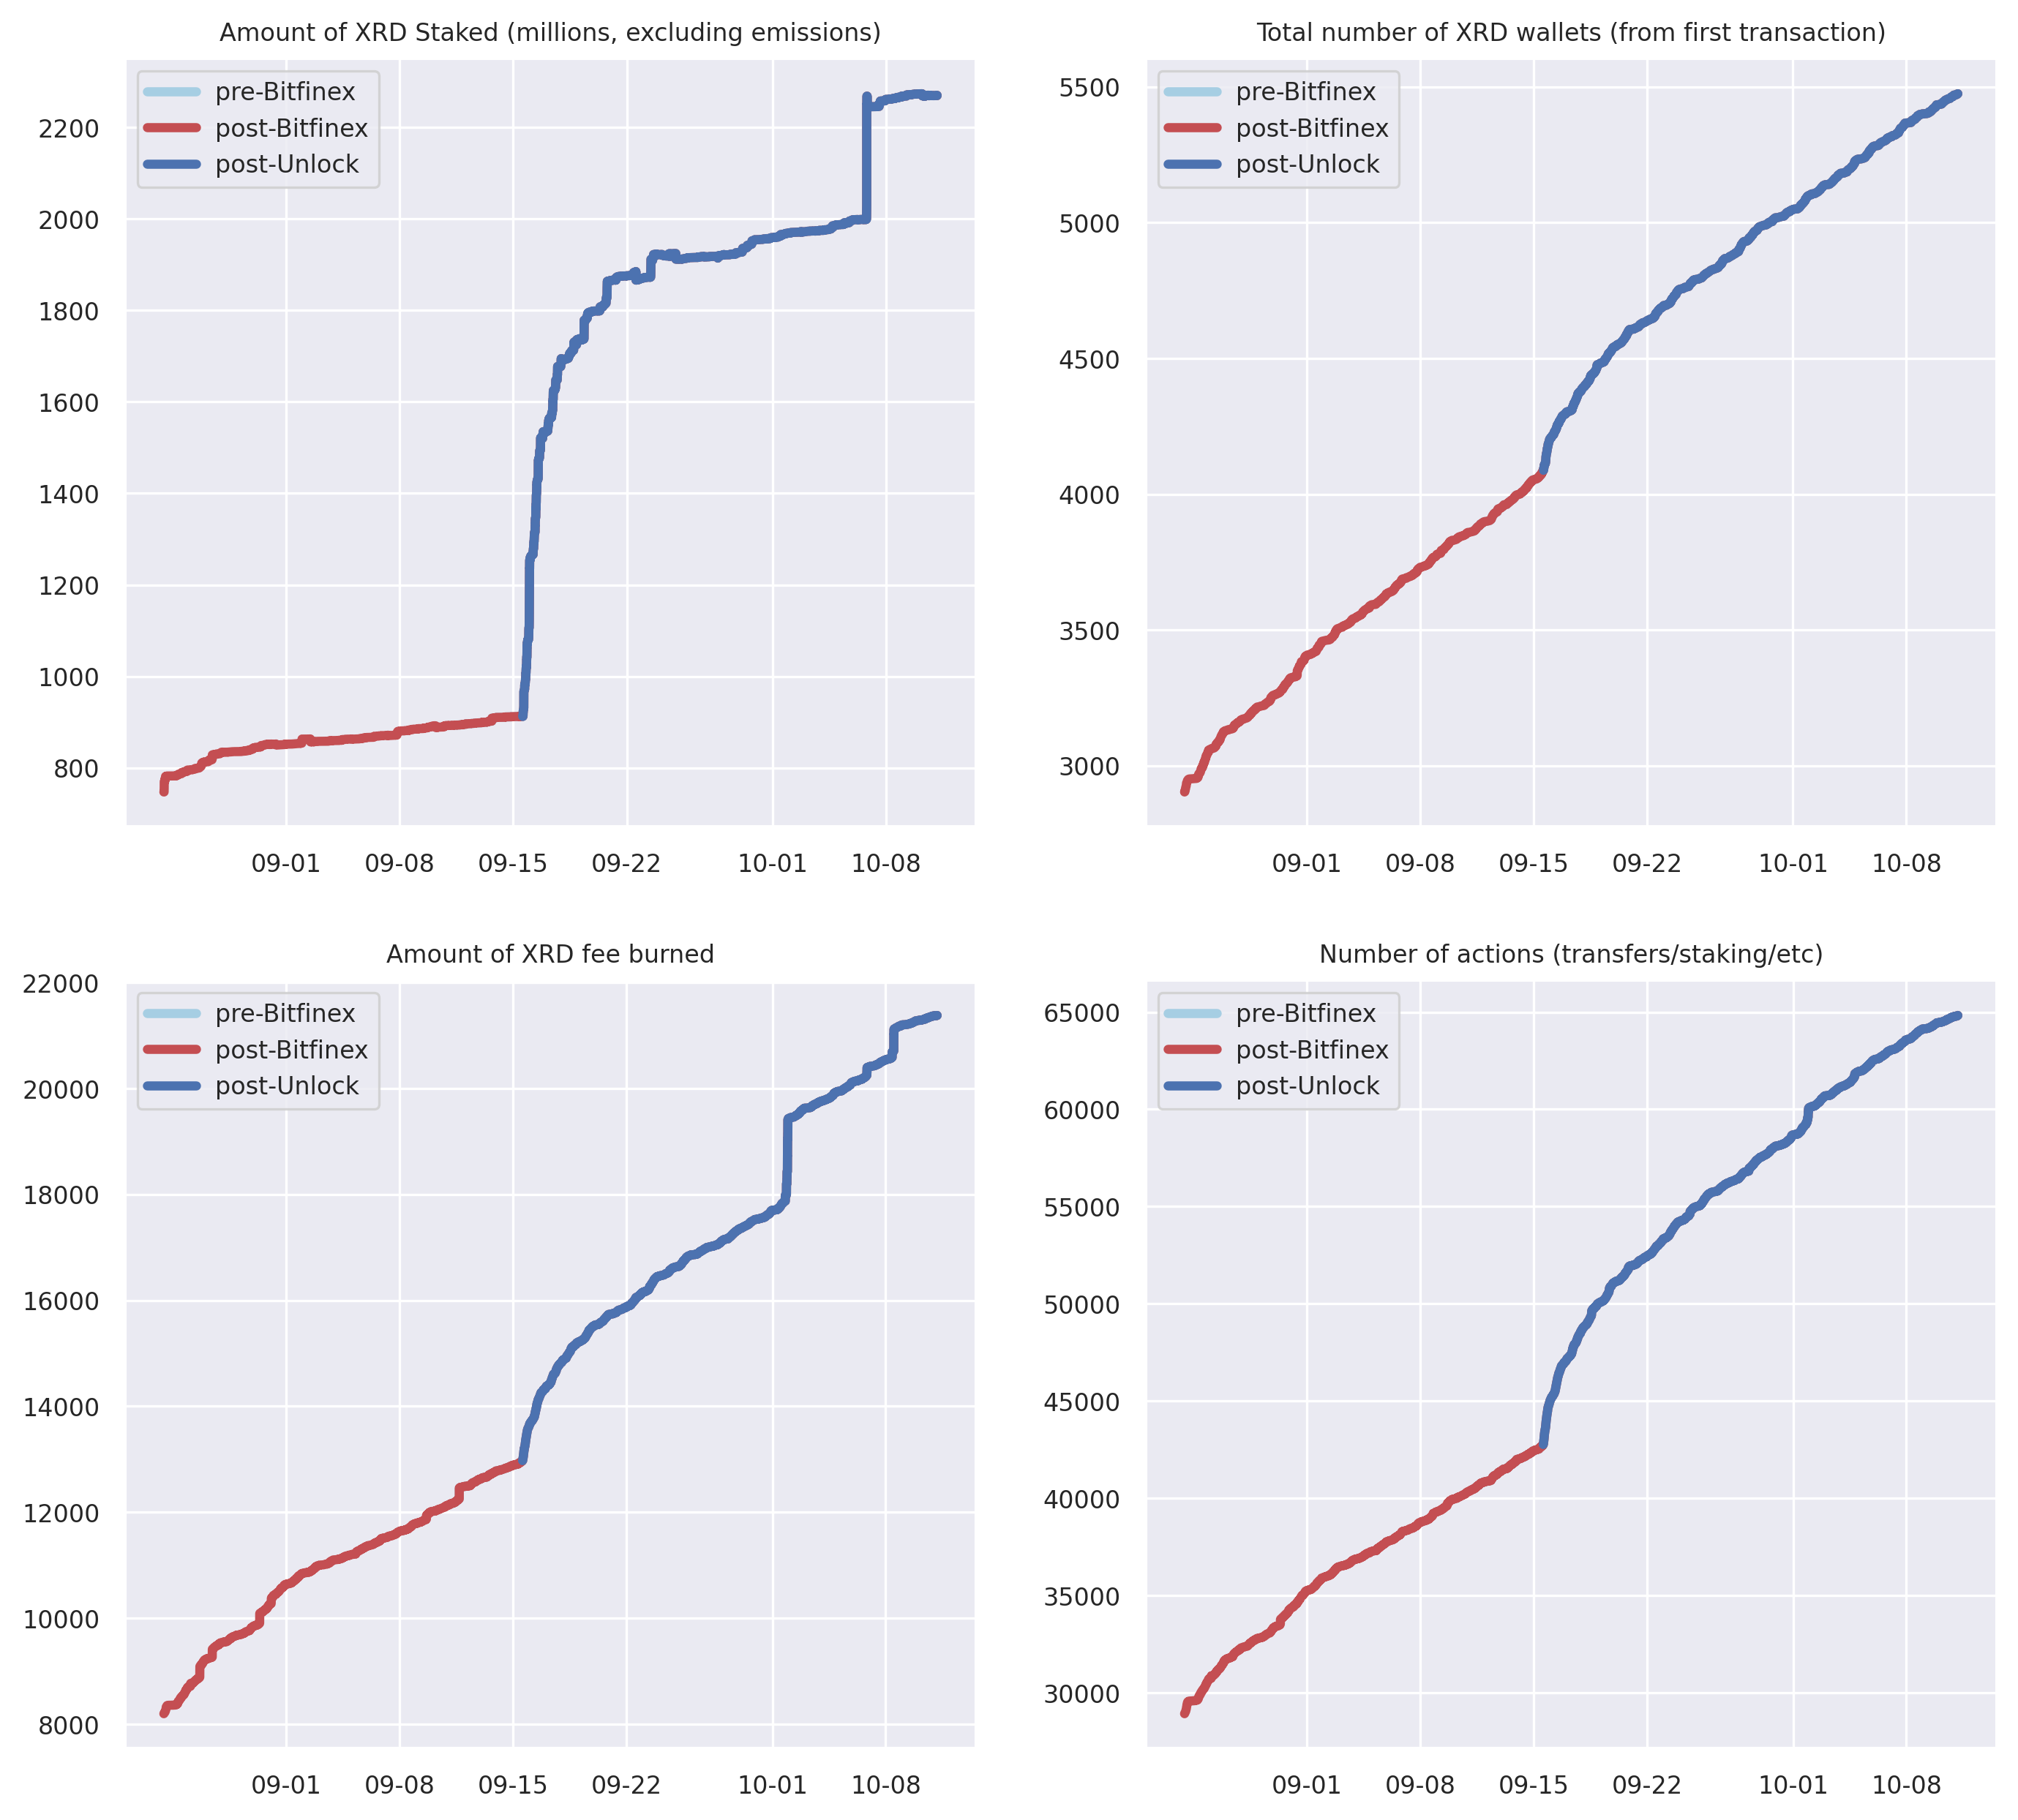 Amount of XRD Staked (millions, excluding emissions)
pre-Bitfinex
post-Bitfinex
post-Unlock
2200
2000
1800
1600
1400
1200
1000
800
09-01 09-08 09-15 09-22 10-01 10-08
Total number of XRD wallets (from first transaction)
pre-Bitfinex
post-Bitfinex
post-Unlock
5500
5000
4500
4000
3500
3000
09-01 09-08 09-15 09-22 10-01 10-08
Amount of XRD fee burned
pre-Bitfinex
post-Bitfinex
post-Unlock
22000
20000
18000
16000
14000
12000
10000
8000
09-01 09-08 09-15 09-22 10-01 10-08
Number of actions (transfers/staking/etc)
pre-Bitfinex
post-Bitfinex
post-Unlock
65000
60000
55000
50000
45000
40000
35000
30000
09-01 09-08 09-15 09-22 10-01 10-08